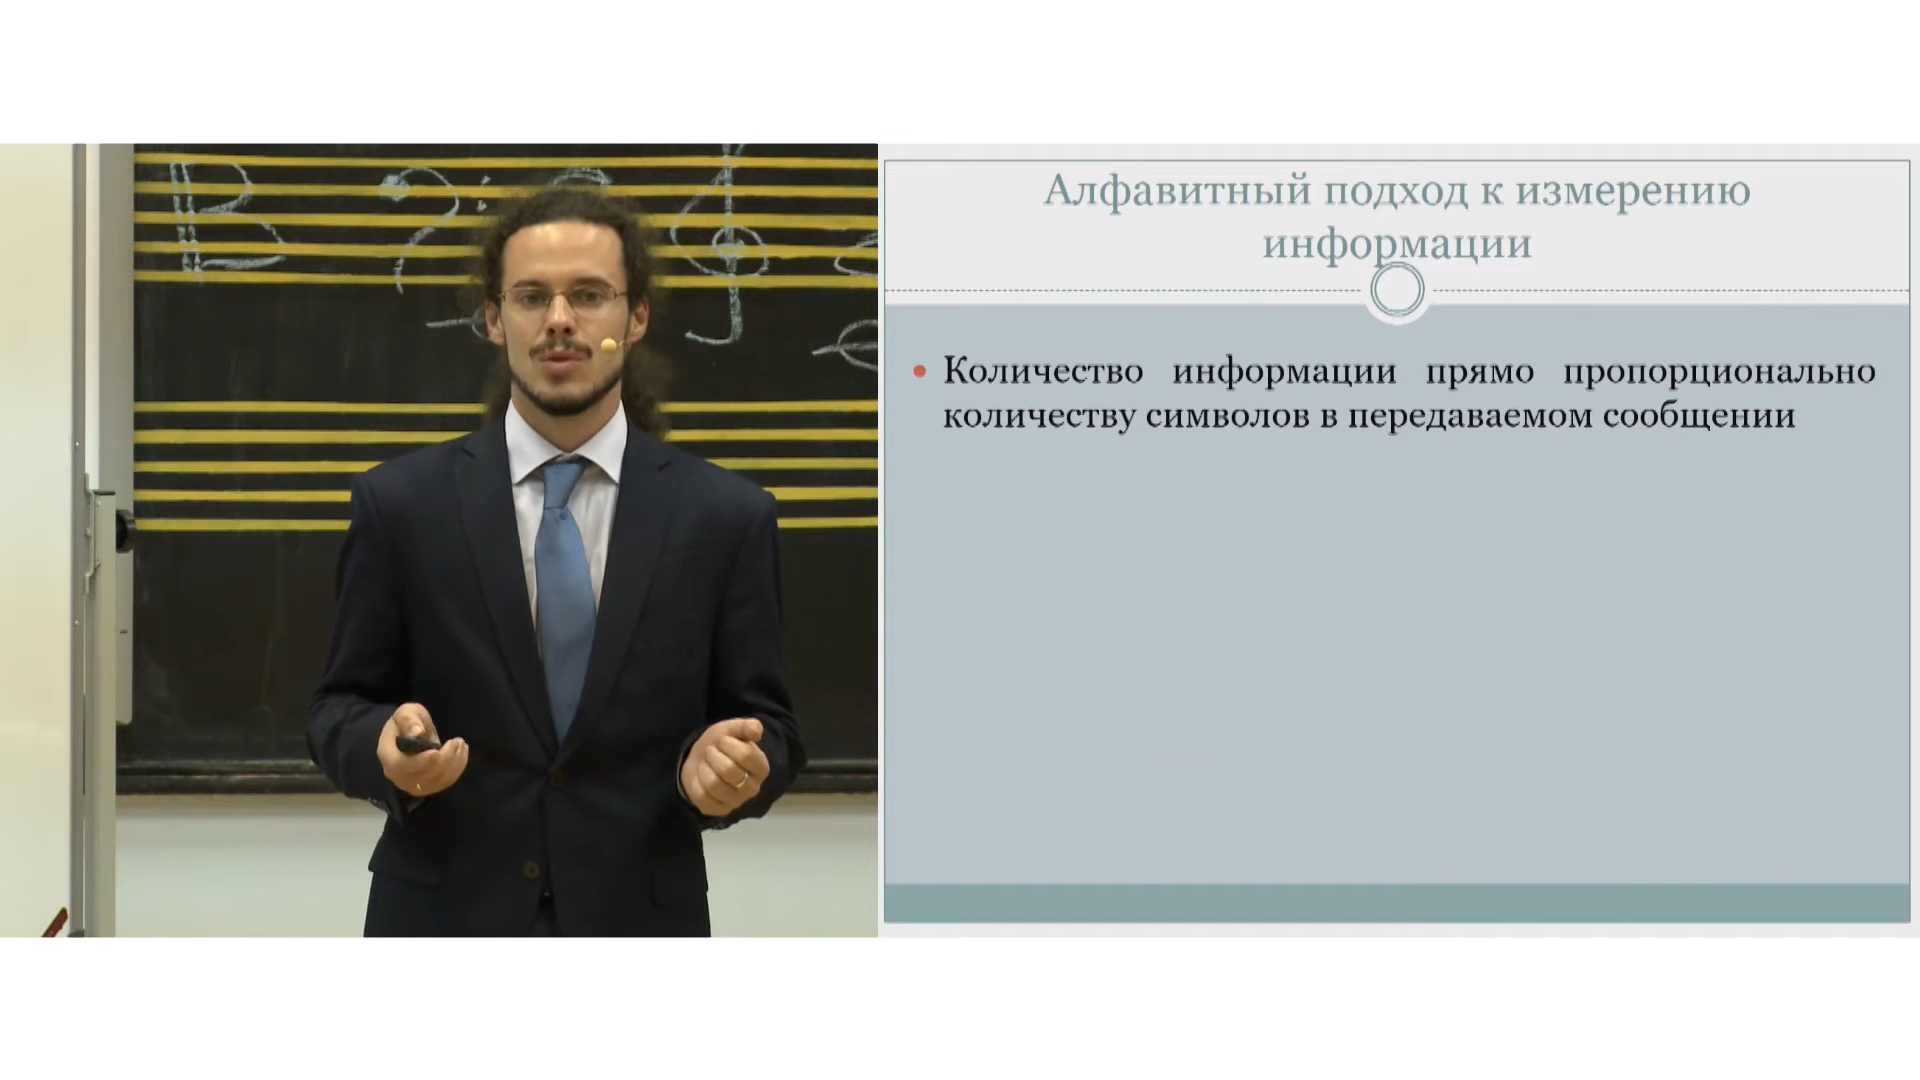 Алфавитный подход к измерению
информации
Количество информации прямо пропорционально
количеству символов в передаваемом сообщении